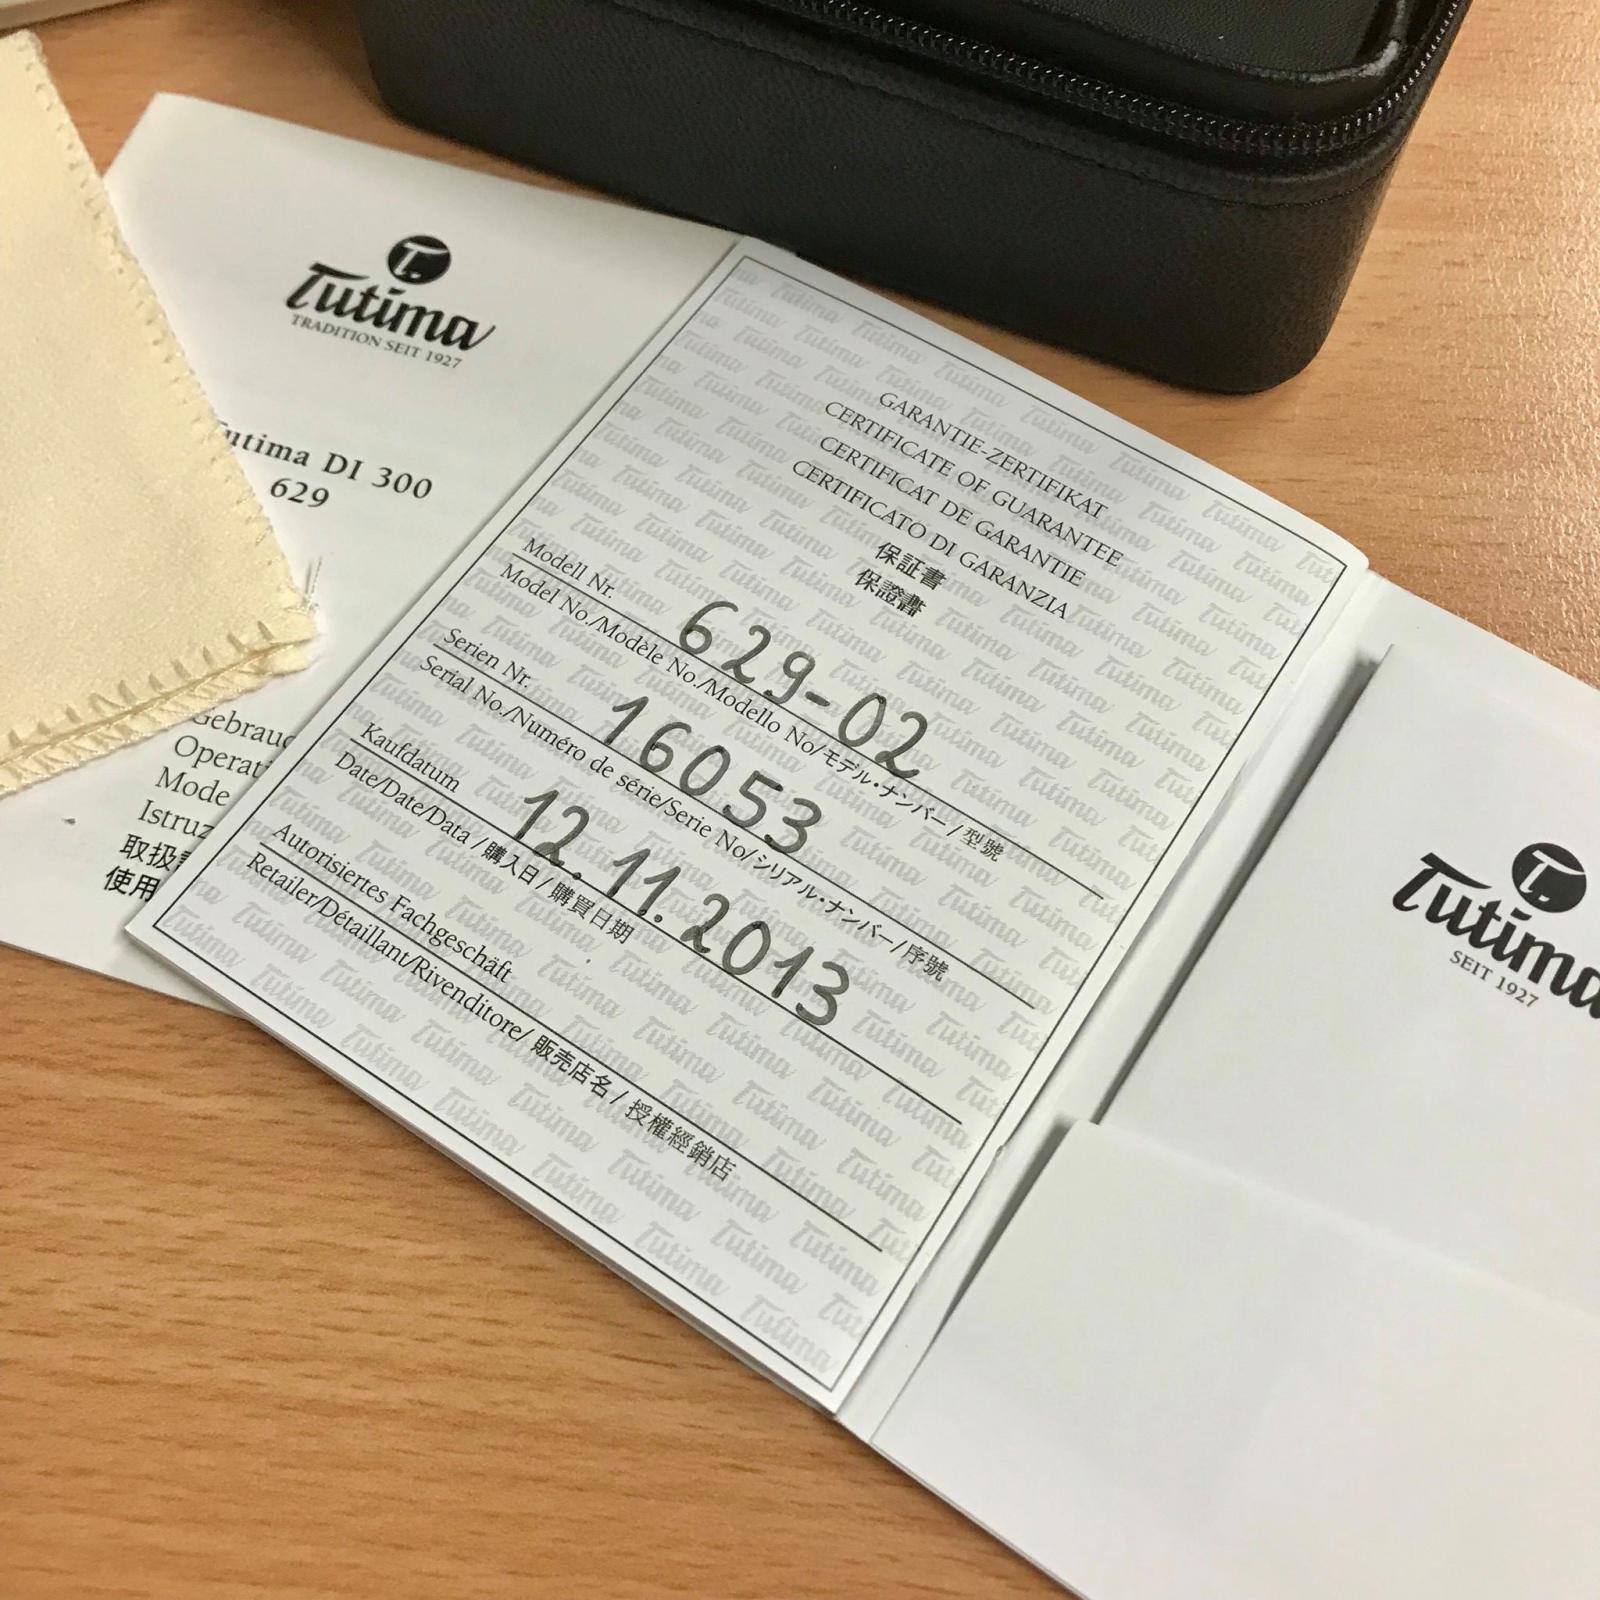 T.
Tutima
TRADITION SEIT 1927
Tutima DI 300
629
Operati
Mode
Istruz
取扱
使用
GARANTIE-ZERTIFIKAT
CERTIFICATE OF GUARANTEE
CERTIFICAT DE GARANTIE
CERTIFICATO DI GARANZIA
保証書
保證書
Modell Nr. 629-02
Model No./Modèle No./Modello No/モデル・ナンバー/型號
Serien Nr. 16053
Serial No./Numéro de série/Serie No/シリアル・ナンバー/序號
Kaufdatum 12.11.2013
Date/Date/Data/購入日/購買日期
Autorisiertes Fachgeschäft
Retailer/Détaillant/Rivenditore/販売店名/授權經銷店
T.
Tutima
SEIT 1927